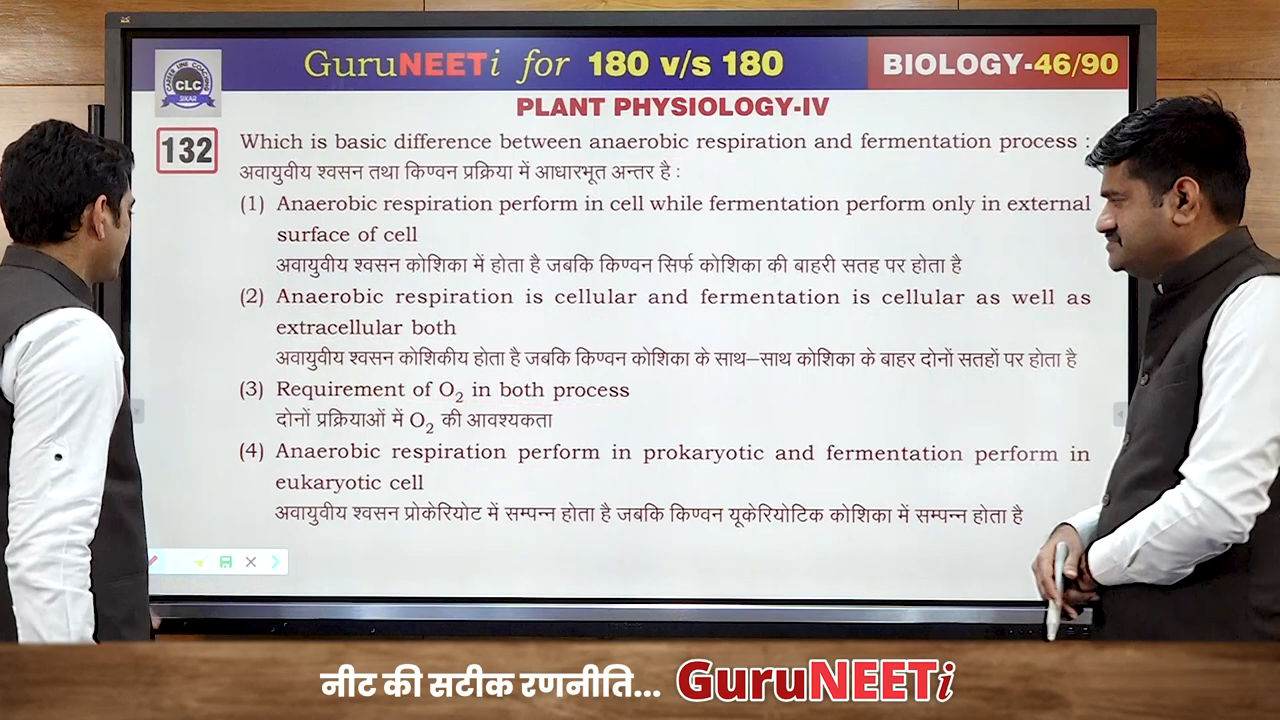 GuruNEETi for 180 v/s 180
BIOLOGY-46/90
CLC
SIKAR
PLANT PHYSIOLOGY-IV
132
Which is basic difference between anaerobic respiration and fermentation process :
अवायुवीय श्वसन तथा किण्वन प्रक्रिया में आधारभूत अन्तर है :
(1) Anaerobic respiration perform in cell while fermentation perform only in external
surface of cell
अवायुवीय श्वसन कोशिका में होता है जबकि किण्वन सिर्फ कोशिका की बाहरी सतह पर होता है
(2) Anaerobic respiration is cellular and fermentation is cellular as well as
extracellular both
अवायुवीय श्वसन कोशिकीय होता है जबकि किण्वन कोशिका के साथ–साथ कोशिका के बाहर दोनों सतहों पर होता है
(3) Requirement of O₂ in both process
दोनों प्रक्रियाओं में O₂ की आवश्यकता
(4) Anaerobic respiration perform in prokaryotic and fermentation perform in
eukaryotic cell
अवायुवीय श्वसन प्रोकेरियोट में सम्पन्न होता है जबकि किण्वन यूकेरियोटिक कोशिका में सम्पन्न होता है
नीट की सटीक रणनीति... GuruNEETi